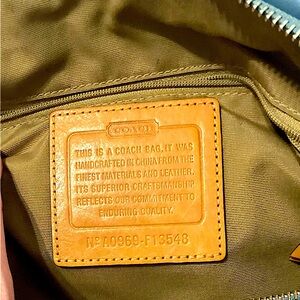 COACH
THIS IS A COACH BAG. IT WAS
HANDCRAFTED IN CHINA FROM THE
FINEST MATERIALS AND LEATHER.
ITS SUPERIOR CRAFTSMANSHIP
REFLECTS OUR COMMITMENT TO
ENDURING QUALITY.
Nº A0969-F13548